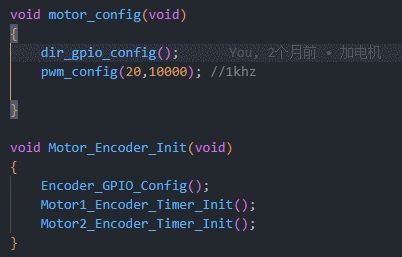 void motor_config(void)
{
    dir_gpio_config();        You, 2个月前 • 加电机
    pwm_config(20,10000); //1khz
}
void Motor_Encoder_Init(void)
{
    Encoder_GPIO_Config();
    Motor1_Encoder_Timer_Init();
    Motor2_Encoder_Timer_Init();
}